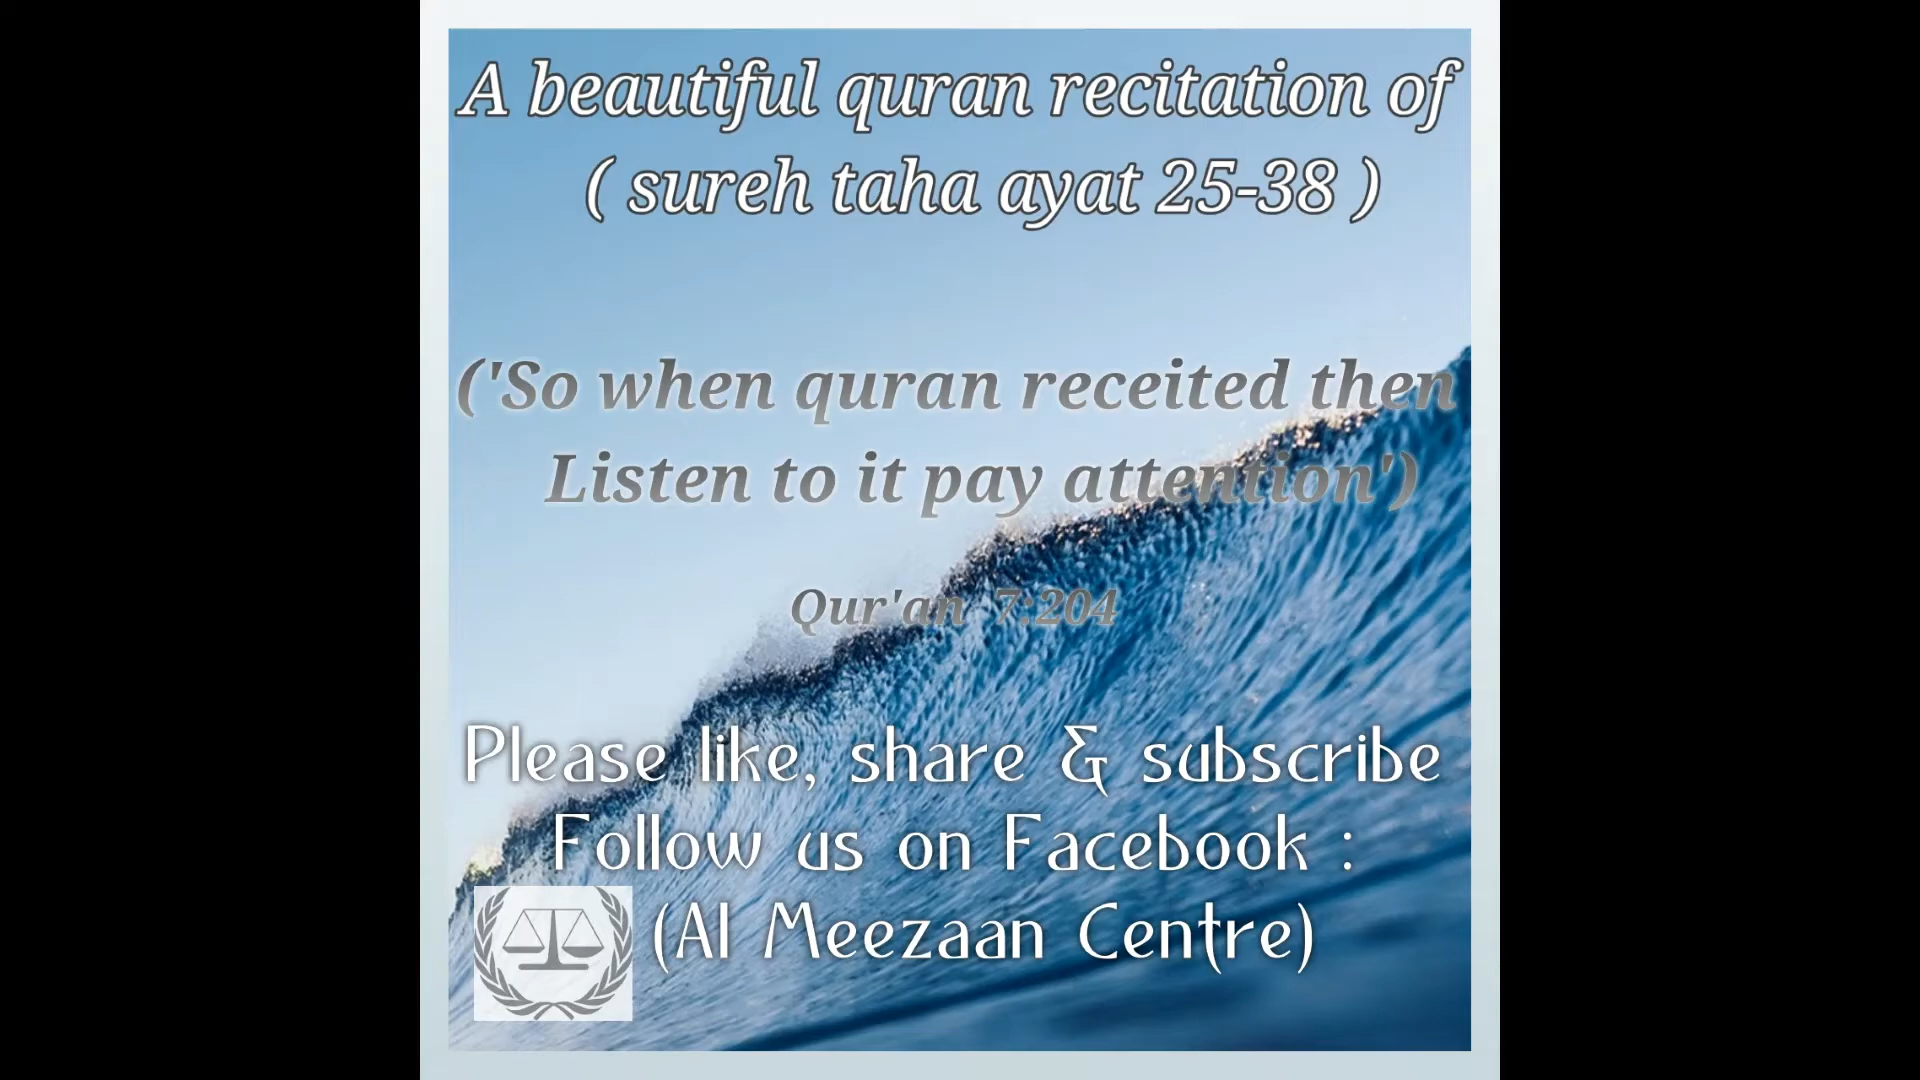 A beautiful quran recitation of
( sureh taha ayat 25-38 )
('So when quran receited then
Listen to it pay attention')
Qur'an 7:204
Please like, share & subscribe
Follow us on Facebook :
(Al Meezaan Centre)